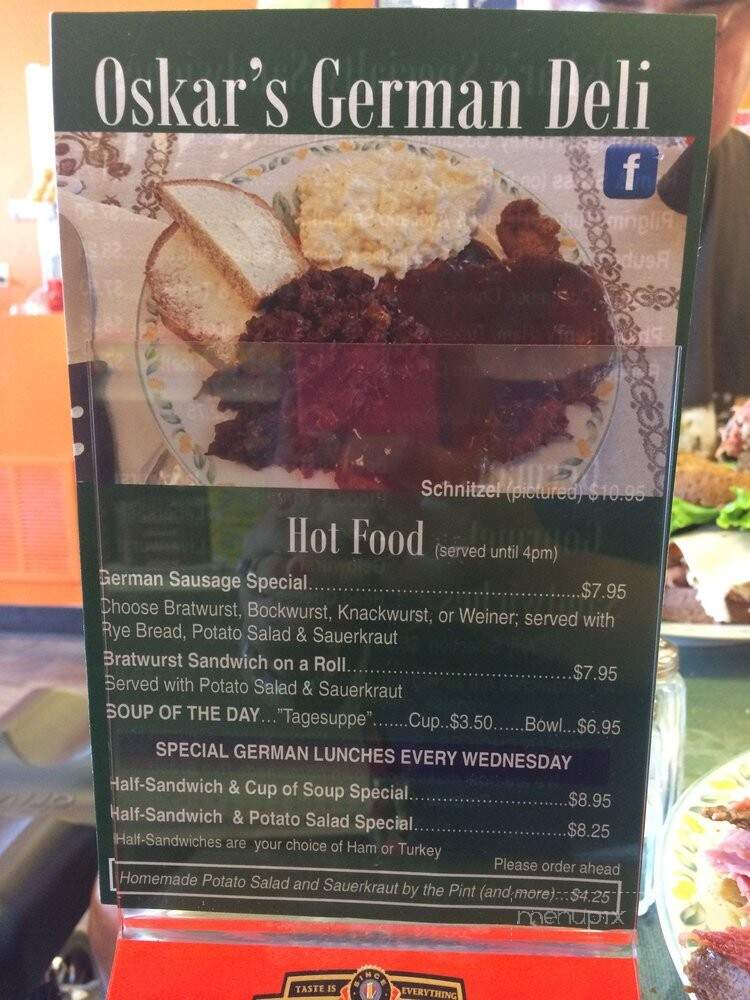 Oskar's German Deli
f
Schnitzel (pictured) $10.95
Hot Food (served until 4pm)
German Sausage Special..............................................$7.95
Choose Bratwurst, Bockwurst, Knackwurst, or Weiner; served with
Rye Bread, Potato Salad & Sauerkraut
Bratwurst Sandwich on a Roll......................................$7.95
Served with Potato Salad & Sauerkraut
SOUP OF THE DAY..."Tagesuppe".......Cup..$3.50......Bowl...$6.95
SPECIAL GERMAN LUNCHES EVERY WEDNESDAY
Half-Sandwich & Cup of Soup Special...........................$8.95
Half-Sandwich & Potato Salad Special..........................$8.25
Half-Sandwiches are your choice of Ham or Turkey
Please order ahead
Homemade Potato Salad and Sauerkraut by the Pint (and more)...$4.25
menupix
TASTE IS SINCE EVERYTHING